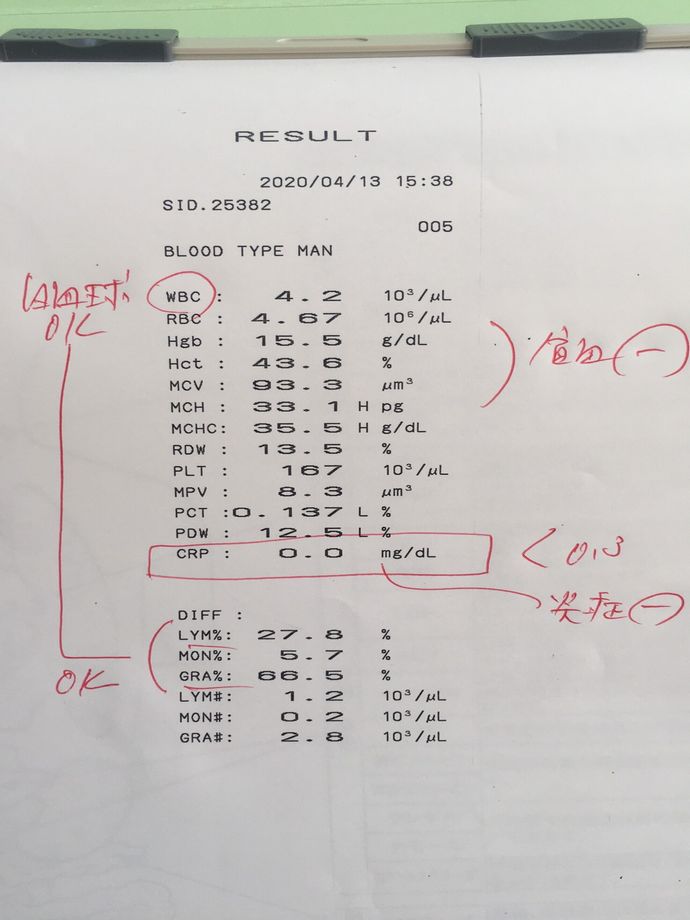 RESULT
2020/04/13 15:38
SID.25382
005
BLOOD TYPE MAN
白血球 OK
WBC : 4.2 10³/μL
RBC : 4.67 10⁶/μL
Hgb : 15.5 g/dL
Hct : 43.6 %
貧血(-)
MCV : 93.3 μm³
MCH : 33.1 H pg
MCHC: 35.5 H g/dL
RDW : 13.5 %
PLT : 167 10³/μL
MPV : 8.3 μm³
PCT :0.137 L %
PDW : 12.5 L %
CRP : 0.0 mg/dL
< 0.3
炎症(-)
DIFF :
LYM%: 27.8 %
MON%: 5.7 %
GRA%: 66.5 %
OK
LYM#: 1.2 10³/μL
MON#: 0.2 10³/μL
GRA#: 2.8 10³/μL